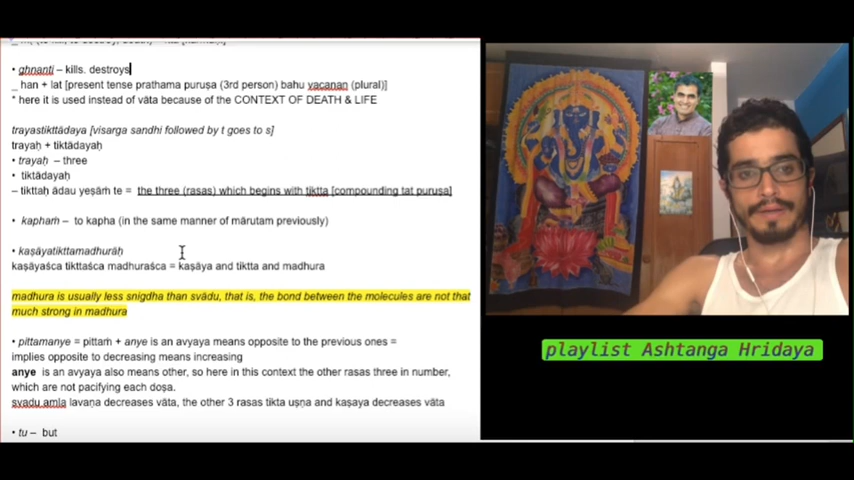 • ghnanti – kills. destroys
_ han + lat [present tense prathama puruṣa (3rd person) bahu vacanan (plural)]
* here it is used instead of vāta because of the CONTEXT OF DEATH & LIFE
trayastikttādaya [visarga sandhi followed by t goes to s]
trayaḥ + tiktādayaḥ
• trayaḥ – three
• tiktādayaḥ
– tikttaḥ ādau yeṣāṁ te = the three (rasas) which begins with tiktta [compounding tat puruṣa]
• kaphaṁ – to kapha (in the same manner of mārutam previously)
• kaṣāyatikttamadhurāḥ
kaṣāyaśca tikttaśca madhuraśca = kaṣāya and tiktta and madhura
madhura is usually less snigdha than svādu, that is, the bond between the molecules are not that
much strong in madhura
• pittamanye = pittaṁ + anye is an avyaya means opposite to the previous ones =
implies opposite to decreasing means increasing
anye is an avyaya also means other, so here in this context the other rasas three in number,
which are not pacifying each doṣa.
svadu amla lavaṇa decreases vāta, the other 3 rasas tikta uṣṇa and kaṣaya decreases vāta
• tu – but
playlist Ashtanga Hridaya